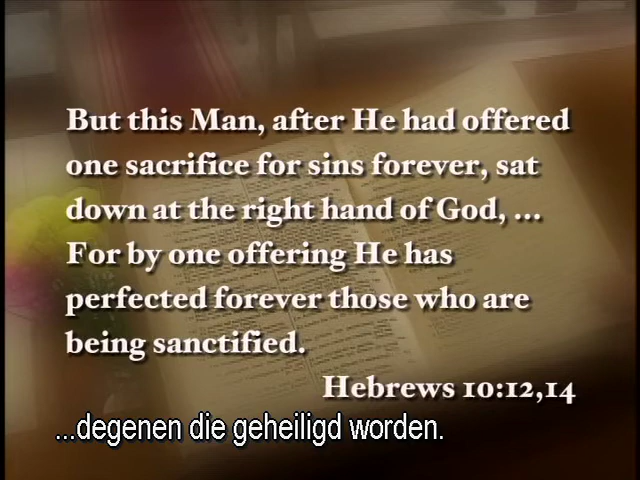 But this Man, after He had offered
one sacrifice for sins forever, sat
down at the right hand of God, ...
For by one offering He has
perfected forever those who are
being sanctified.
Hebrews 10:12,14
...degenen die geheiligd worden.